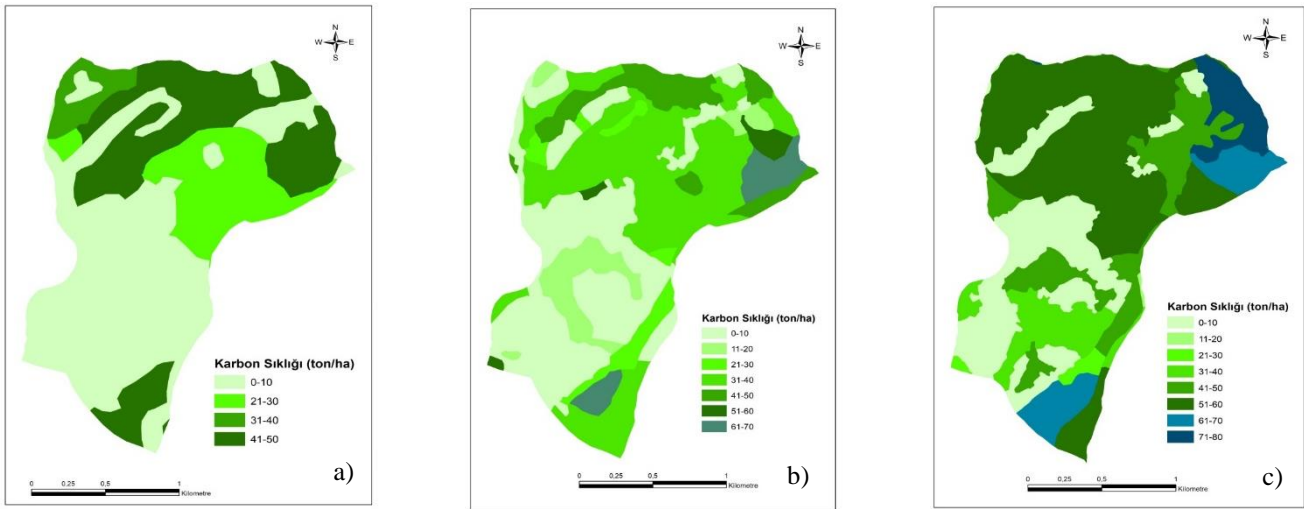 N
W E
S
Karbon Sıklığı (ton/ha)
0-10
21-30
31-40
41-50
0 0,25 0,5 1
Kilometre
a)
N
W E
S
Karbon Sıklığı (ton/ha)
0-10
11-20
21-30
31-40
41-50
51-60
61-70
0 0,25 0,5 1
Kilometre
b)
N
W E
S
Karbon Sıklığı (ton/ha)
0-10
11-20
21-30
31-40
41-50
51-60
61-70
71-80
0 0,25 0,5 1
Kilometre
c)